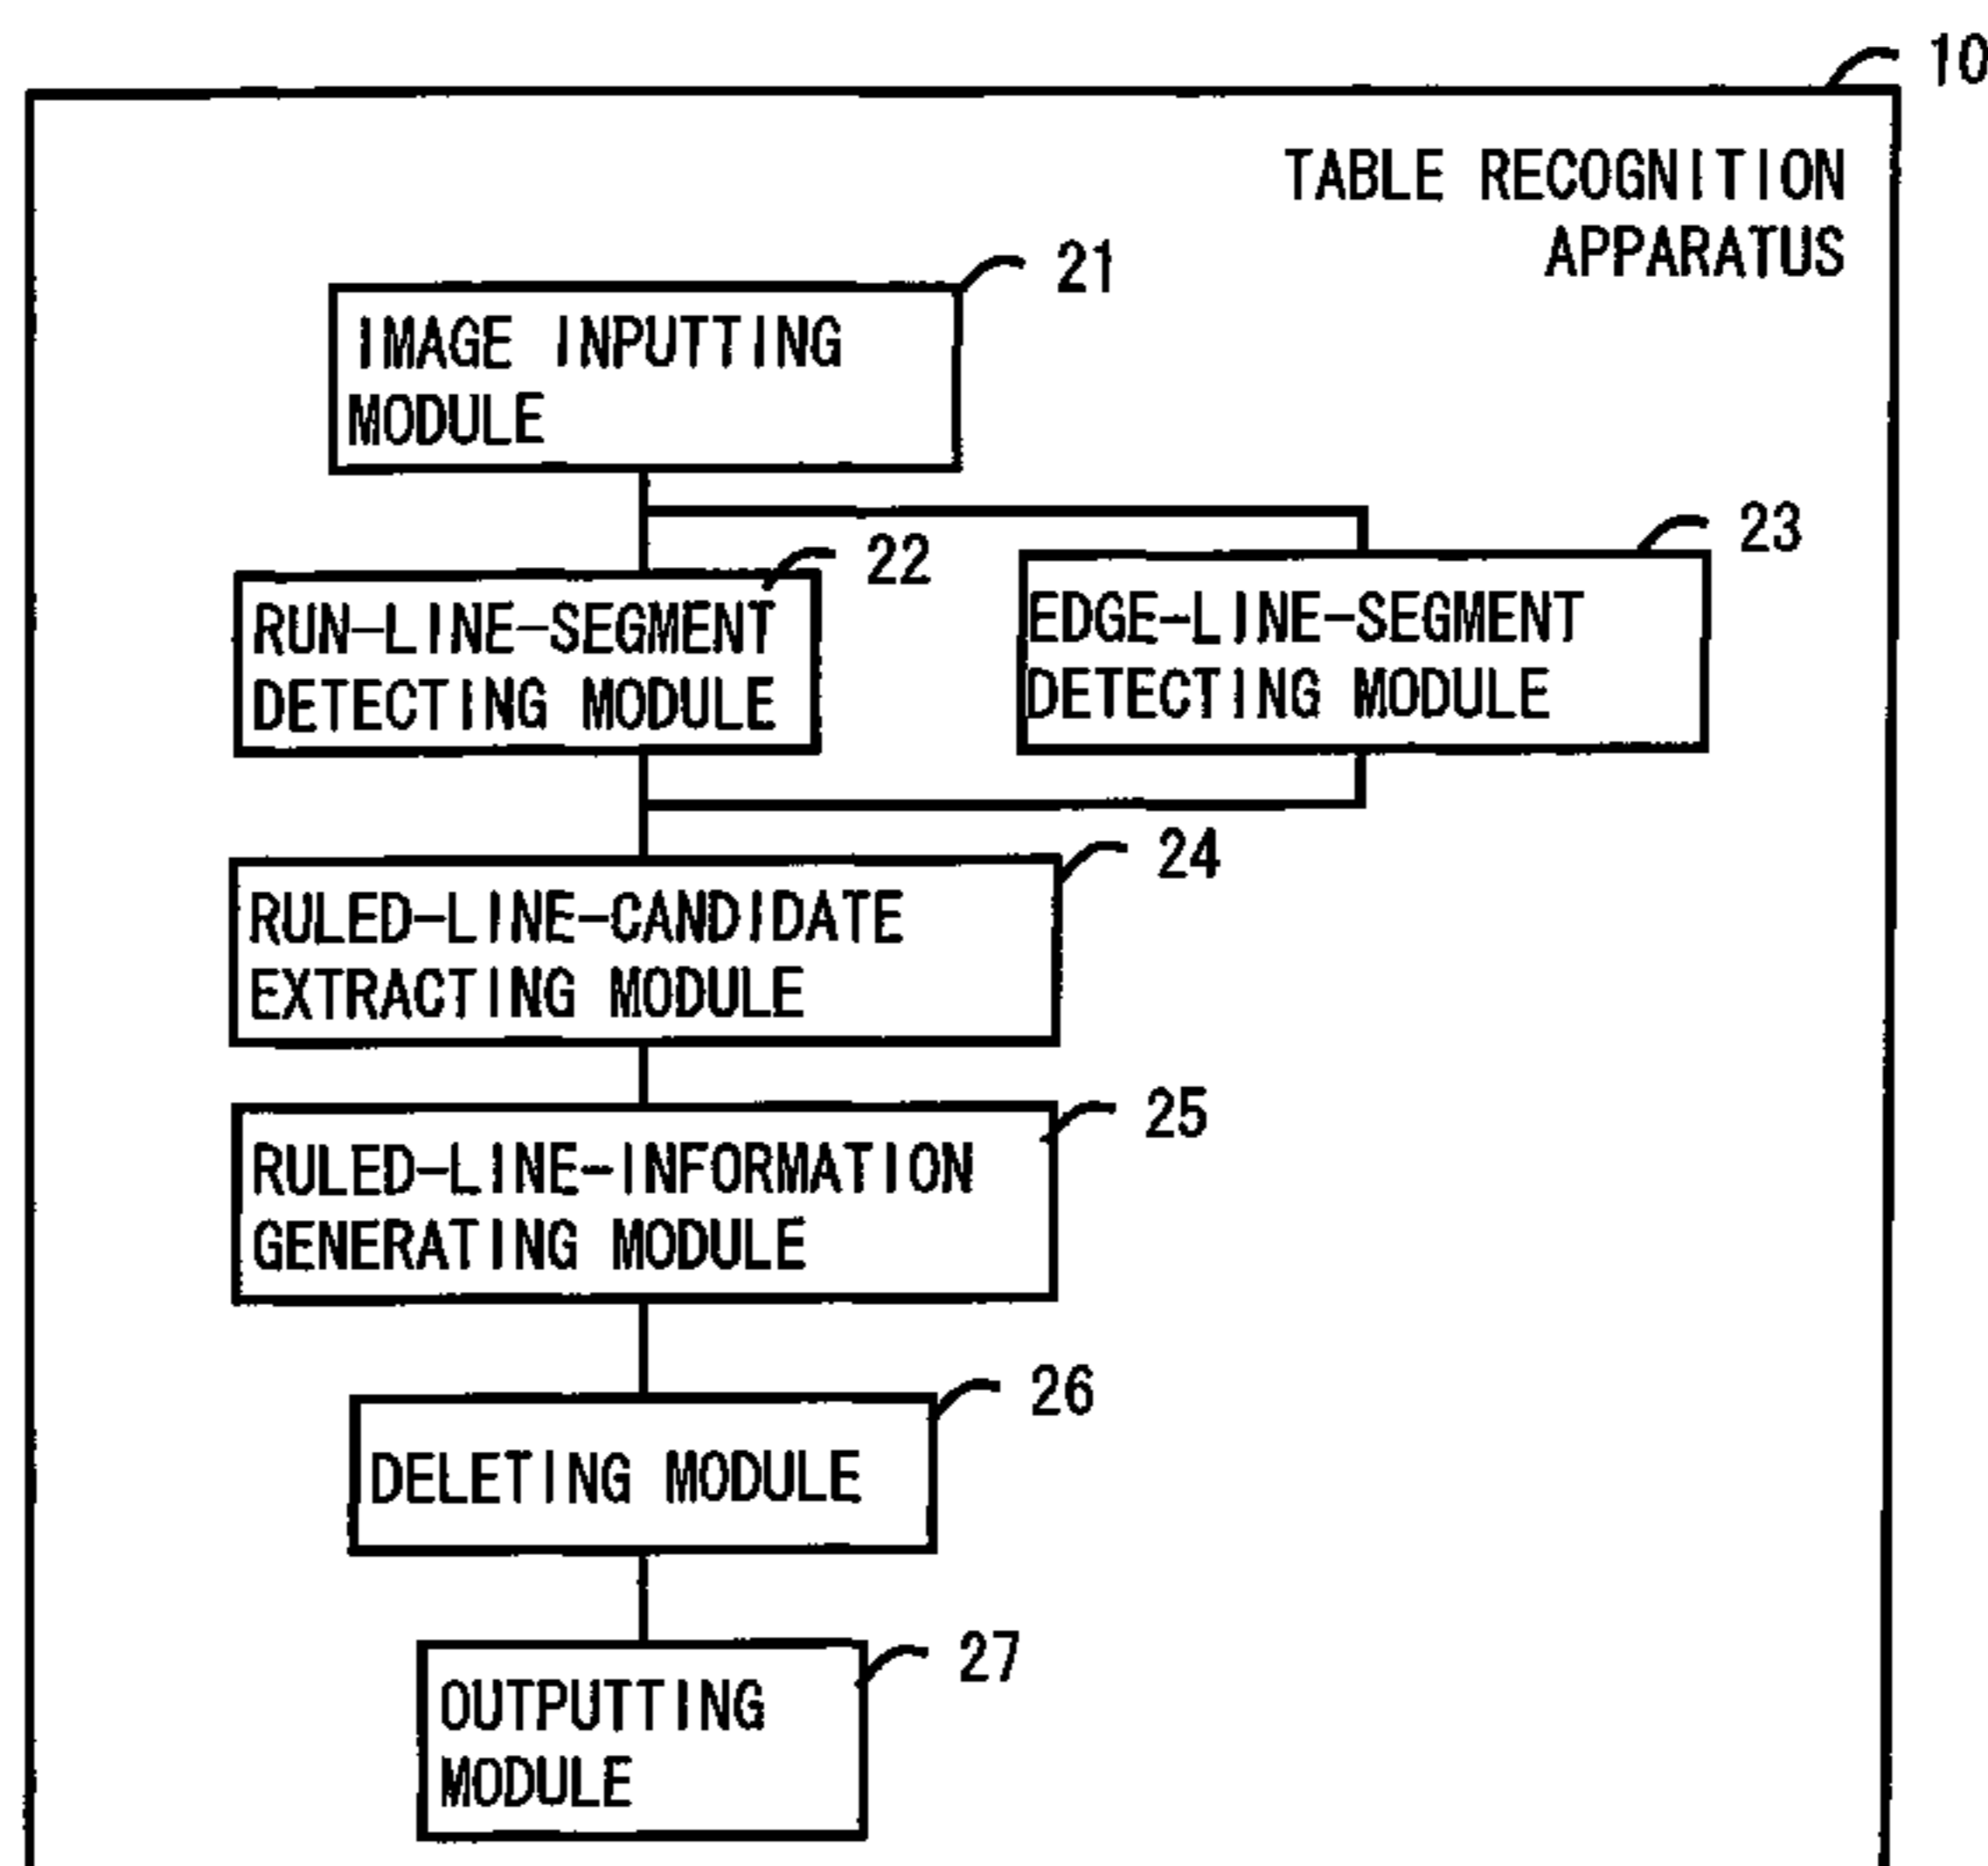 10
TABLE RECOGNITION
APPARATUS
21
IMAGE INPUTTING
MODULE
22
RUN-LINE-SEGMENT
DETECTING MODULE
23
EDGE-LINE-SEGMENT
DETECTING MODULE
24
RULED-LINE-CANDIDATE
EXTRACTING MODULE
25
RULED-LINE-INFORMATION
GENERATING MODULE
26
DELETING MODULE
27
OUTPUTTING
MODULE